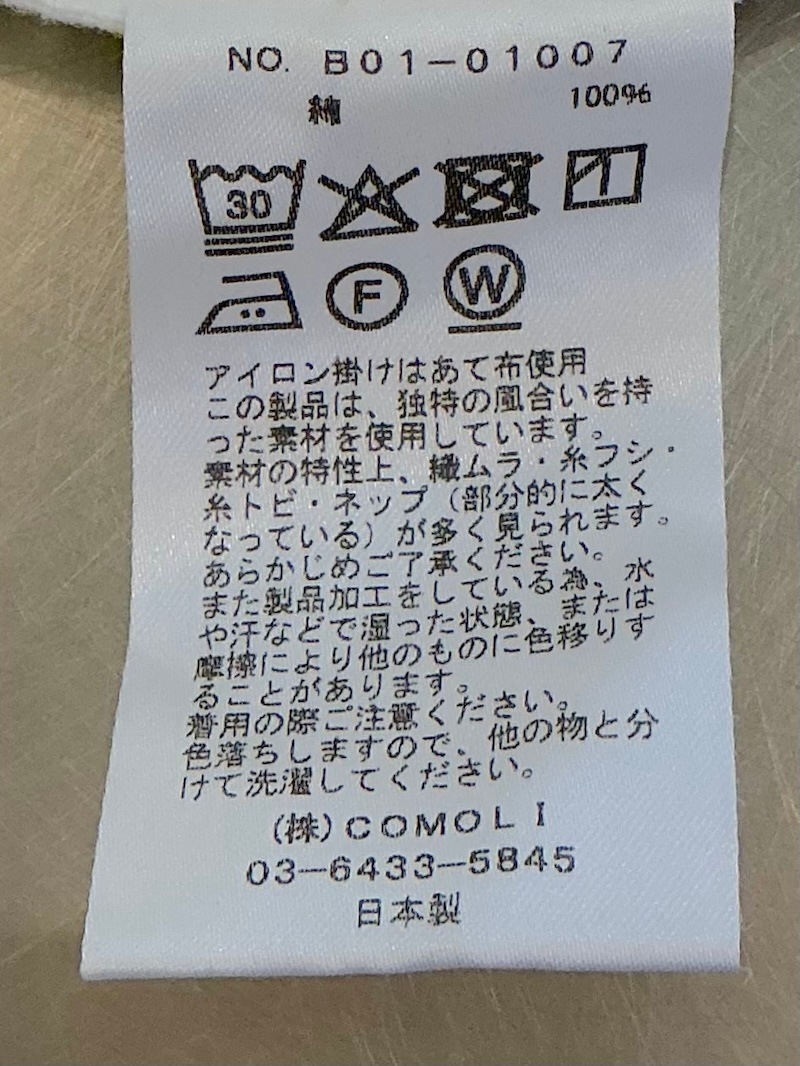 NO. B01-01007
綿 100%
30
F W
アイロン掛けはあて布使用
この製品は、独特の風合いを持
った素材を使用しています。
素材の特性上、織ムラ・糸フシ・
糸トビ・ネップ（部分的に太く
なっている）が多く見られます。
あらかじめご了承ください。
また製品加工をしている為、水
や汗などで湿った状態、または
摩擦により他のものに色移りす
ることがあります。
着用の際ご注意ください。
色落ちしますので、他の物と分
けて洗濯してください。
(株)COMOLI
03-6433-5845
日本製